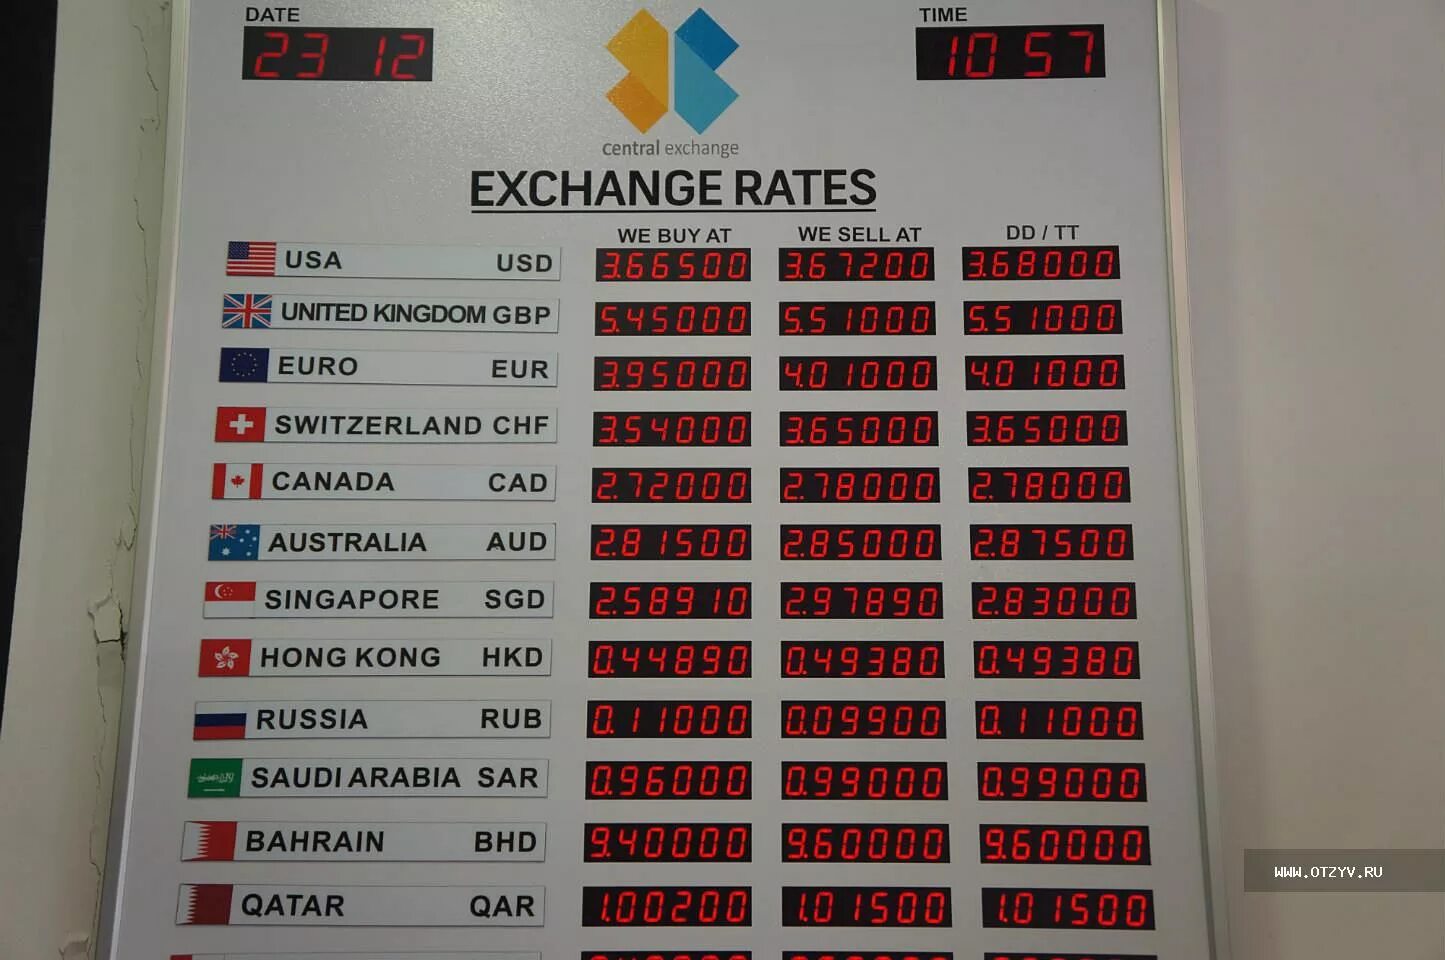 DATE
TIME
23 12
10 57
central exchange
EXCHANGE RATES
WE BUY AT WE SELL AT DD / TT
USA USD 3.66500 3.67200 3.68000
UNITED KINGDOM GBP 5.45000 5.51000 5.51000
EURO EUR 3.95000 4.01000 4.01000
SWITZERLAND CHF 3.54000 3.65000 3.65000
CANADA CAD 2.72000 2.78000 2.78000
AUSTRALIA AUD 2.81500 2.85000 2.87500
SINGAPORE SGD 2.58910 2.97890 2.83000
HONG KONG HKD 0.44890 0.49380 0.49380
RUSSIA RUB 0.11000 0.09900 0.11000
SAUDI ARABIA SAR 0.96000 0.99000 0.99000
BAHRAIN BHD 9.40000 9.60000 9.60000
WWW.OTZYV.RU
QATAR QAR 1.00200 1.01500 1.01500